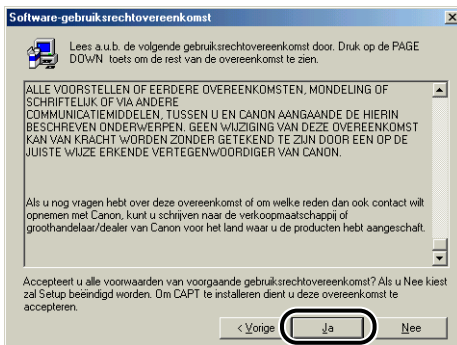 Software-gebruiksrechtovereenkomst
Lees a.u.b. de volgende gebruiksrechtovereenkomst door. Druk op de PAGE
DOWN toets om de rest van de overeenkomst te zien.
ALLE VOORSTELLEN OF EERDERE OVEREENKOMSTEN, MONDELING OF
SCHRIFTELIJK OF VIA ANDERE
COMMUNICATIEMIDDELEN, TUSSEN U EN CANON AANGAANDE DE HIERIN
BESCHREVEN ONDERWERPEN. GEEN WIJZIGING VAN DEZE OVEREENKOMST
KAN VAN KRACHT WORDEN ZONDER GETEKEND TE ZIJN DOOR EEN OP DE
JUISTE WIJZE ERKENDE VERTEGENWOORDIGER VAN CANON.
Als u nog vragen hebt over deze overeenkomst of om welke reden dan ook contact wilt
opnemen met Canon, kunt u schrijven naar de verkoopmaatschappij of
groothandelaar/dealer van Canon voor het land waar u de producten hebt aangeschaft.
Accepteert u alle voorwaarden van voorgaande gebruiksrechtovereenkomst? Als u Nee kiest
zal Setup beëindigd worden. Om CAPT te installeren dient u deze overeenkomst te
accepteren.
< Vorige Ja Nee